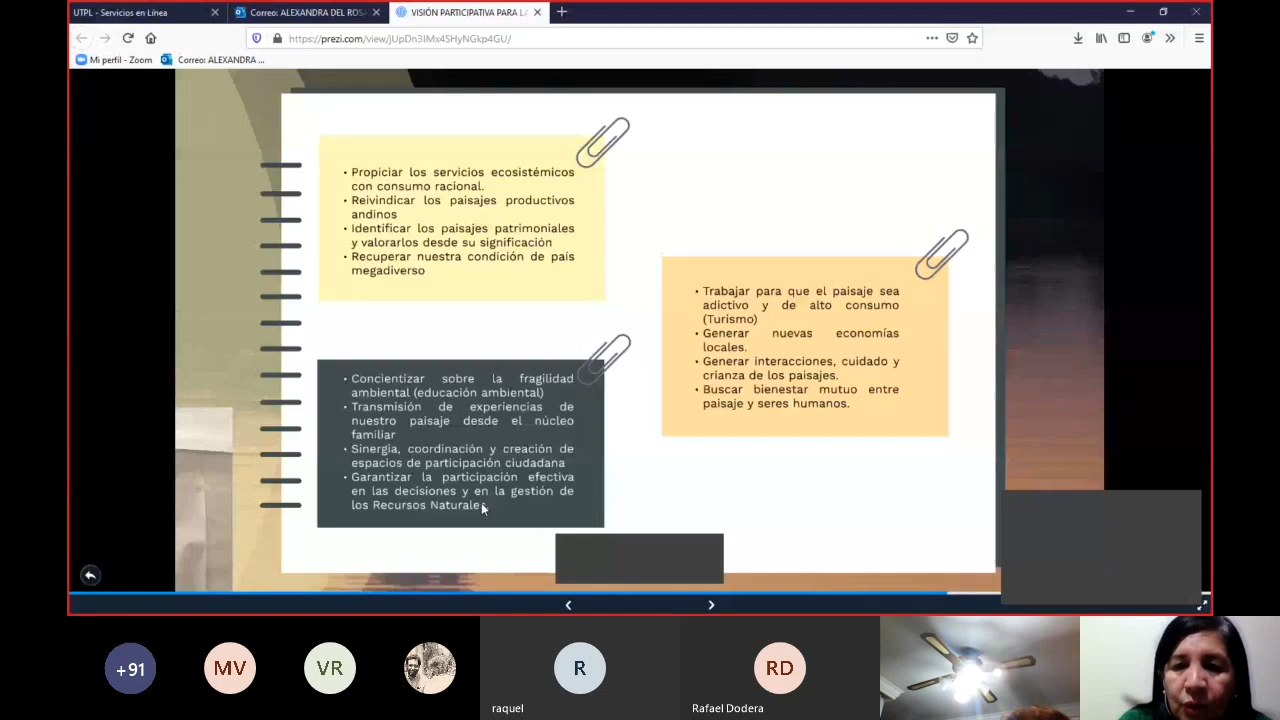 UTPL - Servicios en Línea
Correo: ALEXANDRA DEL ROSA
VISIÓN PARTICIPATIVA PARA LA
https://prezi.com/view/jUpDn3IMx4SHyNGkp4GU/
Mi perfil - Zoom
Correo: ALEXANDRA ...
• Propiciar los servicios ecosistémicos
con consumo racional.
• Reivindicar los paisajes productivos
andinos
• Identificar los paisajes patrimoniales
y valorarlos desde su significación
• Recuperar nuestra condición de país
megadiverso
• Trabajar para que el paisaje sea
adictivo y de alto consumo
(Turismo)
• Generar nuevas economías
locales.
• Generar interacciones, cuidado y
crianza de los paisajes.
• Buscar bienestar mutuo entre
paisaje y seres humanos.
• Concientizar sobre la fragilidad
ambiental (educación ambiental)
• Transmisión de experiencias de
nuestro paisaje desde el núcleo
familiar
• Sinergia, coordinación y creación de
espacios de participación ciudadana
• Garantizar la participación efectiva
en las decisiones y en la gestión de
los Recursos Naturales
+91
MV
VR
R
RD
raquel
Rafael Dodera